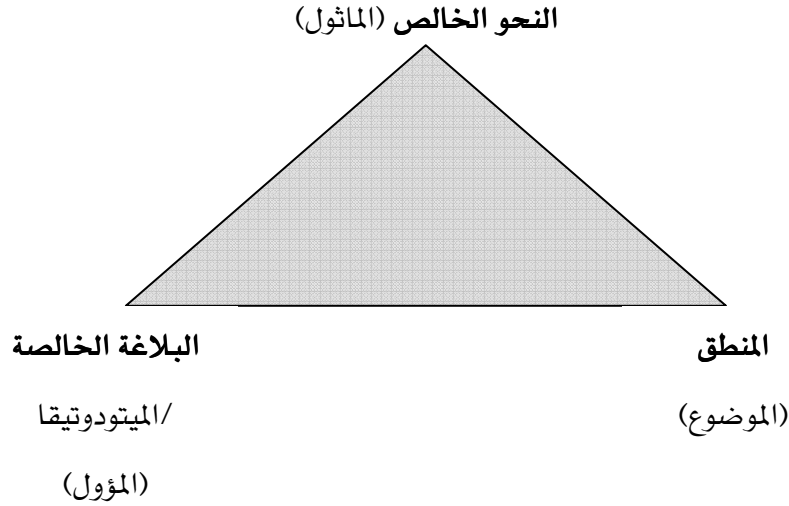 النحو الخالص (الماثول)
المنطق
البلاغة الخالصة
(الموضوع)
/الميتودوتيقا
(المؤول)